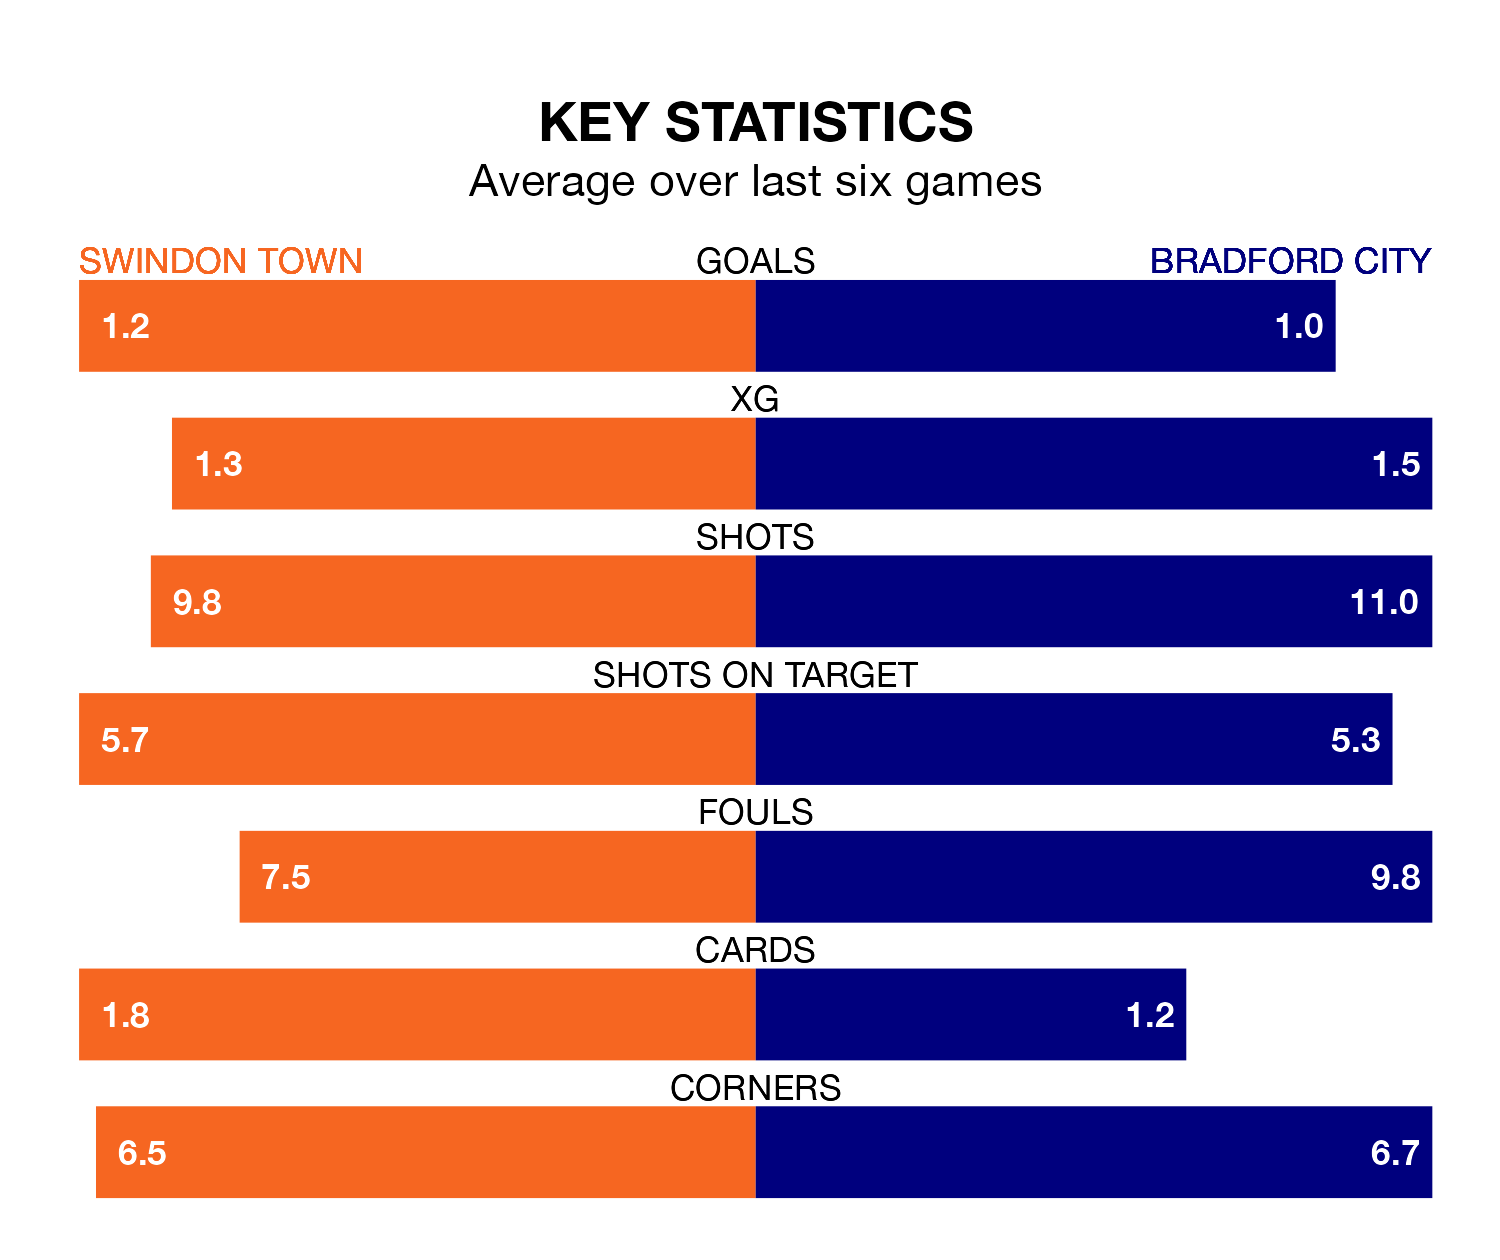 KEY STATISTICS
Average over last six games
SWINDON TOWN GOALS BRADFORD CITY
1.2 1.0
XG
1.3 1.5
SHOTS
9.8 11.0
SHOTS ON TARGET
5.7 5.3
FOULS
7.5 9.8
CARDS
1.8 1.2
CORNERS
6.5 6.7